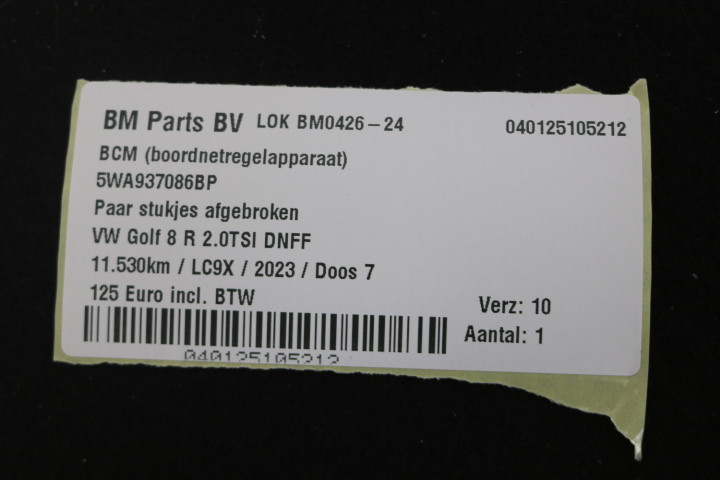 BM Parts BV LOK BM0426-24 040125105212
BCM (boordnetregelapparaat)
5WA937086BP
Paar stukjes afgebroken
VW Golf 8 R 2.0TSI DNFF
11.530km / LC9X / 2023 / Doos 7
125 Euro incl. BTW
Verz: 10
Aantal: 1
040125105212